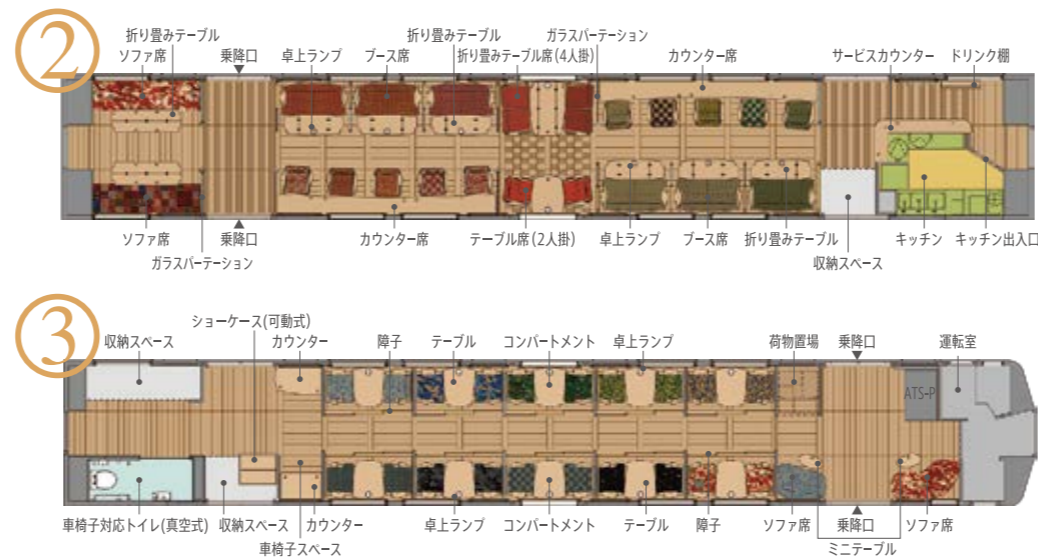 ②
折り畳みテーブル
折り畳みテーブル
ガラスパーテーション
ソファ席
乗降口
卓上ランプ
ブース席
折り畳みテーブル席(4人掛)
カウンター席
サービスカウンター
ドリンク棚
ソファ席
乗降口
カウンター席
テーブル席(2人掛)
卓上ランプ
ブース席
折り畳みテーブル
キッチン
キッチン出入口
ガラスパーテーション
収納スペース
③
ショーケース(可動式)
収納スペース
カウンター
障子
テーブル
コンパートメント
卓上ランプ
荷物置場
乗降口
運転室
ATS-P
車椅子対応トイレ(真空式)
収納スペース
カウンター
卓上ランプ
コンパートメント
テーブル
障子
ソファ席
乗降口
ソファ席
車椅子スペース
ミニテーブル